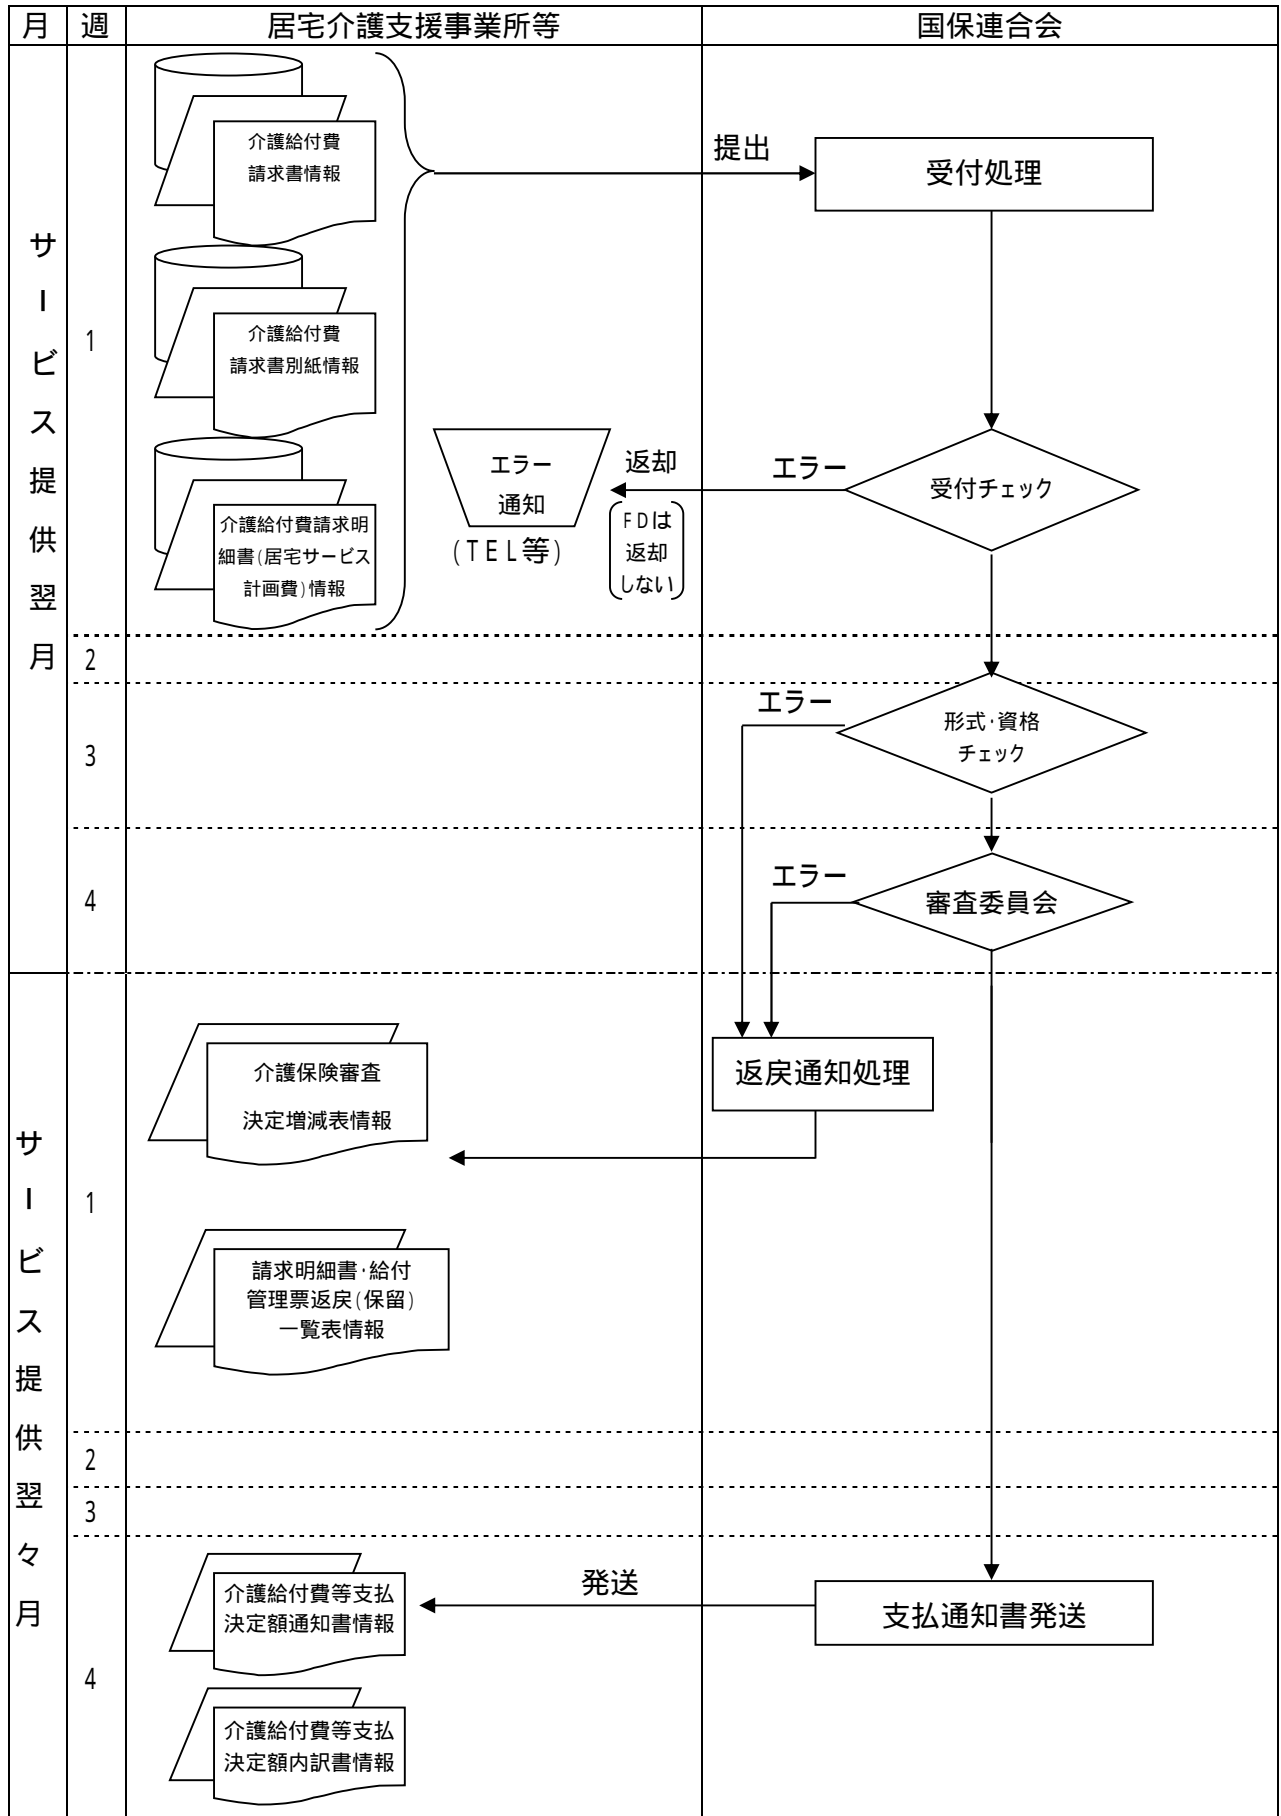 月
週
居宅介護支援事業所等
国保連合会
サービス提供翌月
1
介護給付費
請求書情報
提出
受付処理
介護給付費
請求書別紙情報
介護給付費請求明
細書(居宅サービス
計画費)情報
エラー
通知
(TEL等)
返却
FDは
返却
しない
エラー
受付チェック
2
3
エラー
形式・資格
チェック
4
エラー
審査委員会
サービス提供翌々月
1
返戻通知処理
介護保険審査
決定増減表情報
請求明細書・給付
管理票返戻(保留)
一覧表情報
2
3
4
介護給付費等支払
決定額通知書情報
発送
支払通知書発送
介護給付費等支払
決定額内訳書情報